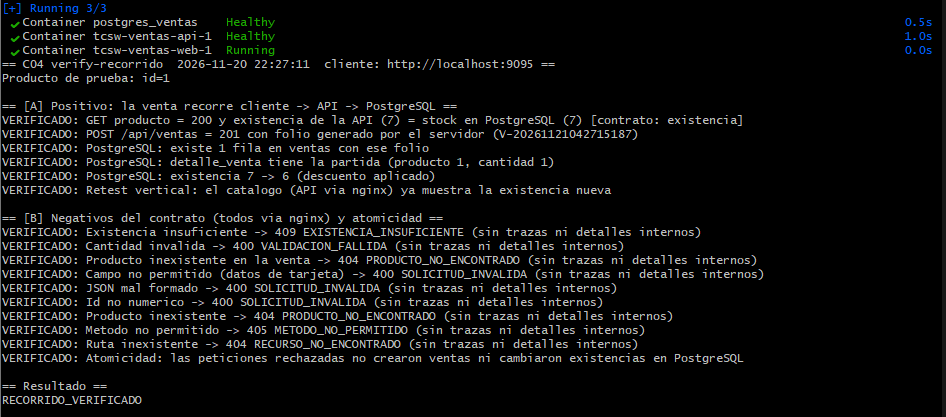 [+] Running 3/3
✔ Container postgres_ventas Healthy 0.5s
✔ Container tcsw-ventas-api-1 Healthy 1.0s
✔ Container tcsw-ventas-web-1 Running 0.0s
== C04 verify-recorrido 2026-11-20 22:27:11 cliente: http://localhost:9095 ==
Producto de prueba: id=1

== [A] Positivo: la venta recorre cliente -> API -> PostgreSQL ==
VERIFICADO: GET producto = 200 y existencia de la API (7) = stock en PostgreSQL (7) [contrato: existencia]
VERIFICADO: POST /api/ventas = 201 con folio generado por el servidor (V-20261121042715187)
VERIFICADO: PostgreSQL: existe 1 fila en ventas con ese folio
VERIFICADO: PostgreSQL: detalle_venta tiene la partida (producto 1, cantidad 1)
VERIFICADO: PostgreSQL: existencia 7 -> 6 (descuento aplicado)
VERIFICADO: Retest vertical: el catalogo (API via nginx) ya muestra la existencia nueva

== [B] Negativos del contrato (todos via nginx) y atomicidad ==
VERIFICADO: Existencia insuficiente -> 409 EXISTENCIA_INSUFICIENTE (sin trazas ni detalles internos)
VERIFICADO: Cantidad invalida -> 400 VALIDACION_FALLIDA (sin trazas ni detalles internos)
VERIFICADO: Producto inexistente en la venta -> 404 PRODUCTO_NO_ENCONTRADO (sin trazas ni detalles internos)
VERIFICADO: Campo no permitido (datos de tarjeta) -> 400 SOLICITUD_INVALIDA (sin trazas ni detalles internos)
VERIFICADO: JSON mal formado -> 400 SOLICITUD_INVALIDA (sin trazas ni detalles internos)
VERIFICADO: Id no numerico -> 400 SOLICITUD_INVALIDA (sin trazas ni detalles internos)
VERIFICADO: Producto inexistente -> 404 PRODUCTO_NO_ENCONTRADO (sin trazas ni detalles internos)
VERIFICADO: Metodo no permitido -> 405 METODO_NO_PERMITIDO (sin trazas ni detalles internos)
VERIFICADO: Ruta inexistente -> 404 RECURSO_NO_ENCONTRADO (sin trazas ni detalles internos)
VERIFICADO: Atomicidad: las peticiones rechazadas no crearon ventas ni cambiaron existencias en PostgreSQL

== Resultado ==
RECORRIDO_VERIFICADO